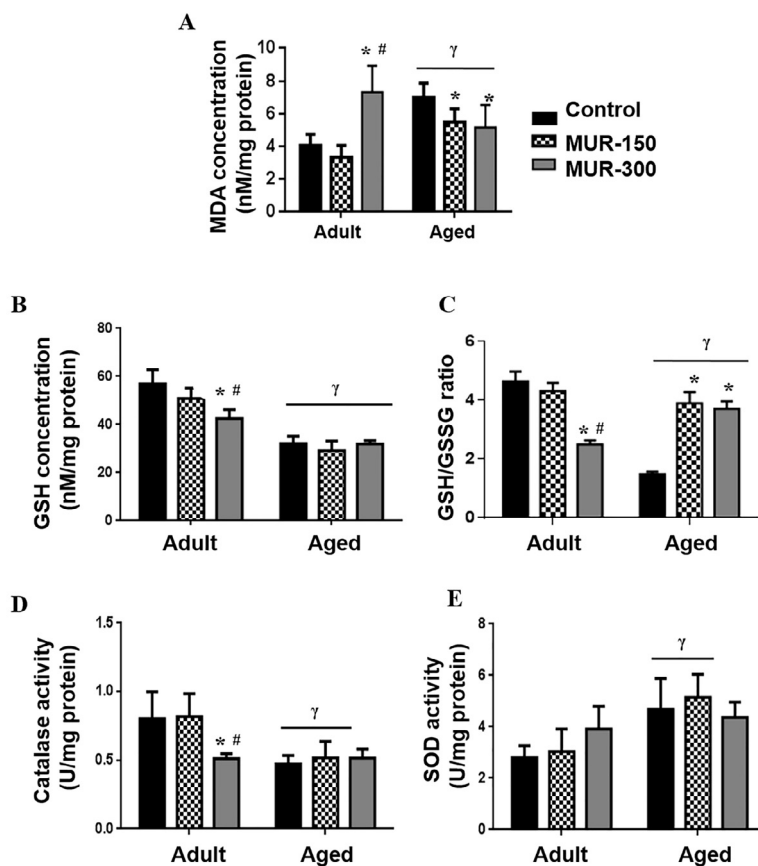 A
MDA concentration
(nM/mg protein)
10
8
6
4
2
0
* #
γ
* *
Adult Aged
Control
MUR-150
MUR-300
B
GSH concentration
(nM/mg protein)
80
60
40
20
0
* #
γ
Adult Aged
C
GSH/GSSG ratio
6
4
2
0
* #
γ
* *
Adult Aged
D
Catalase activity
(U/mg protein)
1.5
1.0
0.5
0.0
* #
γ
Adult Aged
E
SOD activity
(U/mg protein)
8
6
4
2
0
γ
Adult Aged